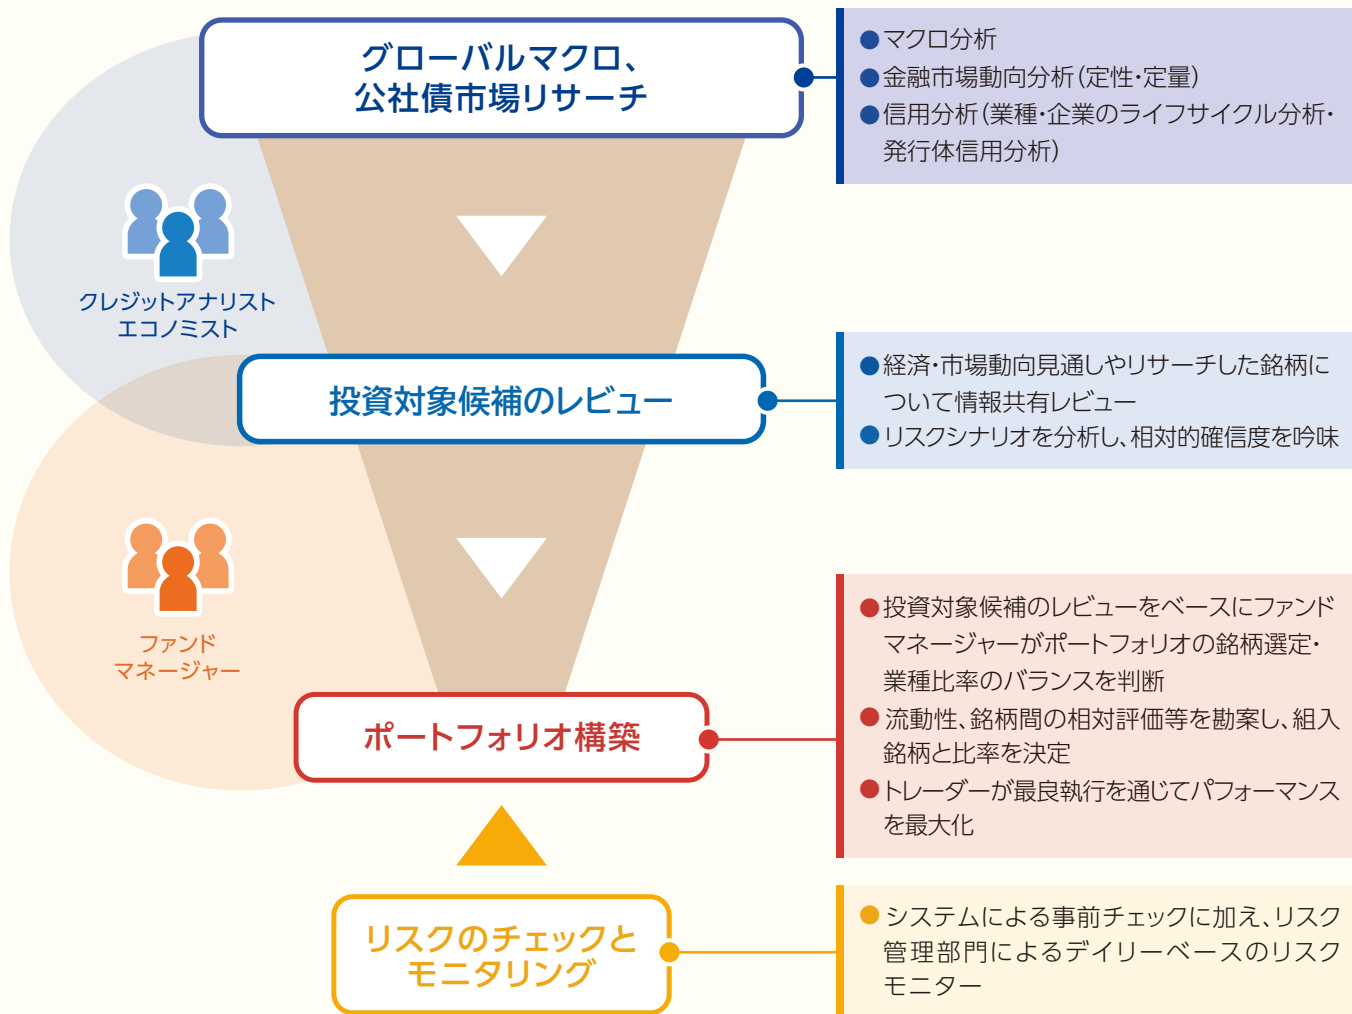 グローバルマクロ、
公社債市場リサーチ
●マクロ分析
●金融市場動向分析(定性・定量)
●信用分析(業種・企業のライフサイクル分析・
発行体信用分析)
クレジットアナリスト
エコノミスト
投資対象候補のレビュー
●経済・市場動向見通しやリサーチした銘柄に
ついて情報共有レビュー
●リスクシナリオを分析し、相対的確信度を吟味
ファンド
マネージャー
ポートフォリオ構築
●投資対象候補のレビューをベースにファンド
マネージャーがポートフォリオの銘柄選定・
業種比率のバランスを判断
●流動性、銘柄間の相対評価等を勘案し、組入
銘柄と比率を決定
●トレーダーが最良執行を通じてパフォーマンス
を最大化
リスクのチェックと
モニタリング
●システムによる事前チェックに加え、リスク
管理部門によるデイリーベースのリスク
モニター